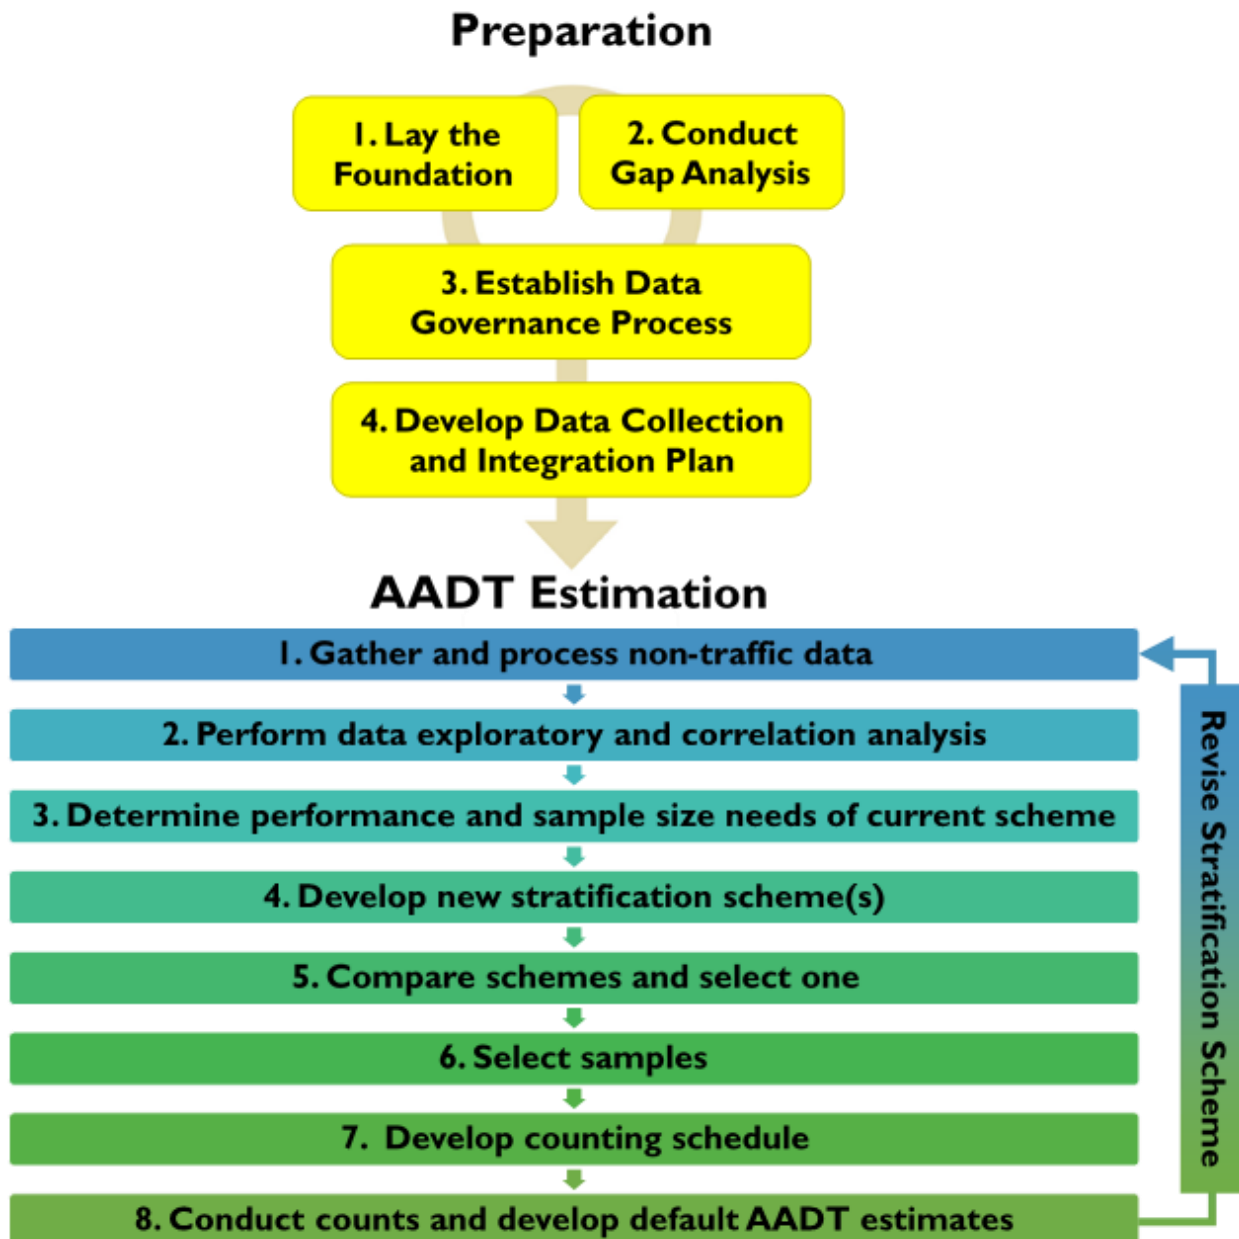 Preparation
1. Lay the
Foundation
2. Conduct
Gap Analysis
3. Establish Data
Governance Process
4. Develop Data Collection
and Integration Plan
AADT Estimation
1. Gather and process non-traffic data
2. Perform data exploratory and correlation analysis
3. Determine performance and sample size needs of current scheme
4. Develop new stratification scheme(s)
5. Compare schemes and select one
6. Select samples
7. Develop counting schedule
8. Conduct counts and develop default AADT estimates
Revise Stratification Scheme